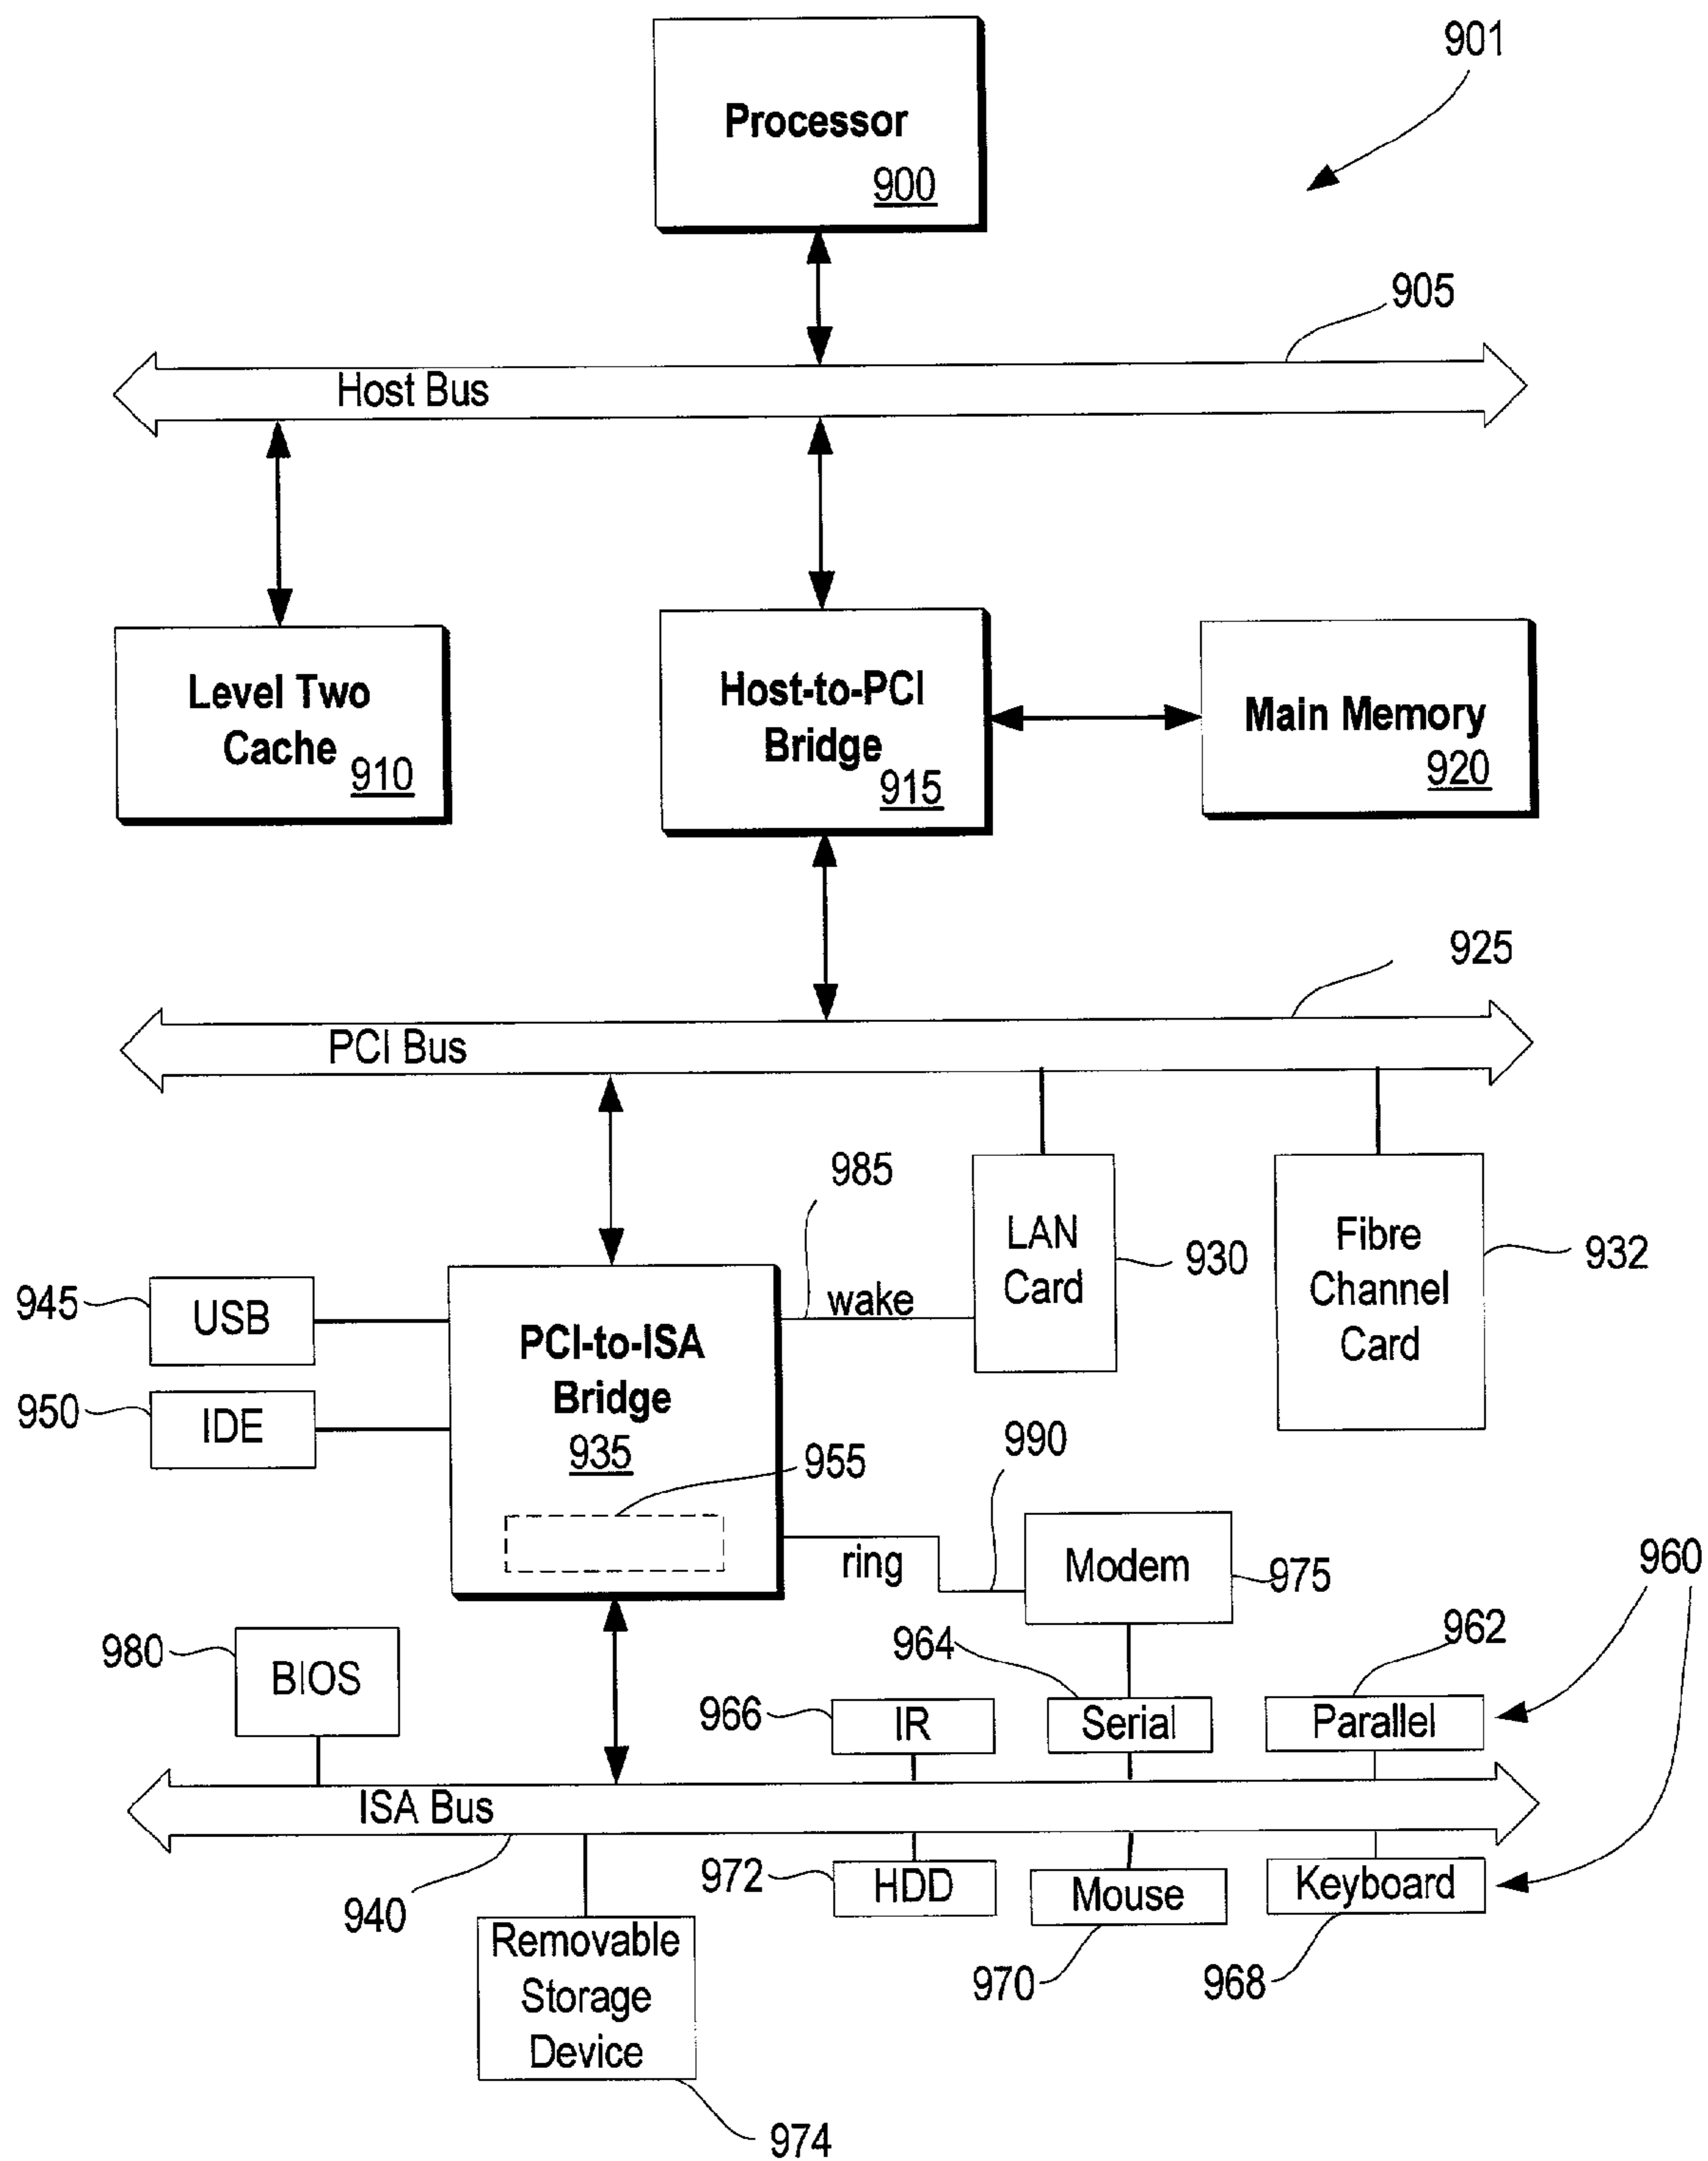 901
Processor
900
905
Host Bus
Level Two
Cache
910
Host-to-PCI
Bridge
915
Main Memory
920
925
PCI Bus
985
LAN
Card
930
Fibre
Channel
Card
932
945
USB
wake
PCI-to-ISA
Bridge
935
950
IDE
990
955
ring
Modem
975
960
980
BIOS
964
962
966
IR
Serial
Parallel
ISA Bus
940
972
HDD
Mouse
Keyboard
970
968
Removable
Storage
Device
974